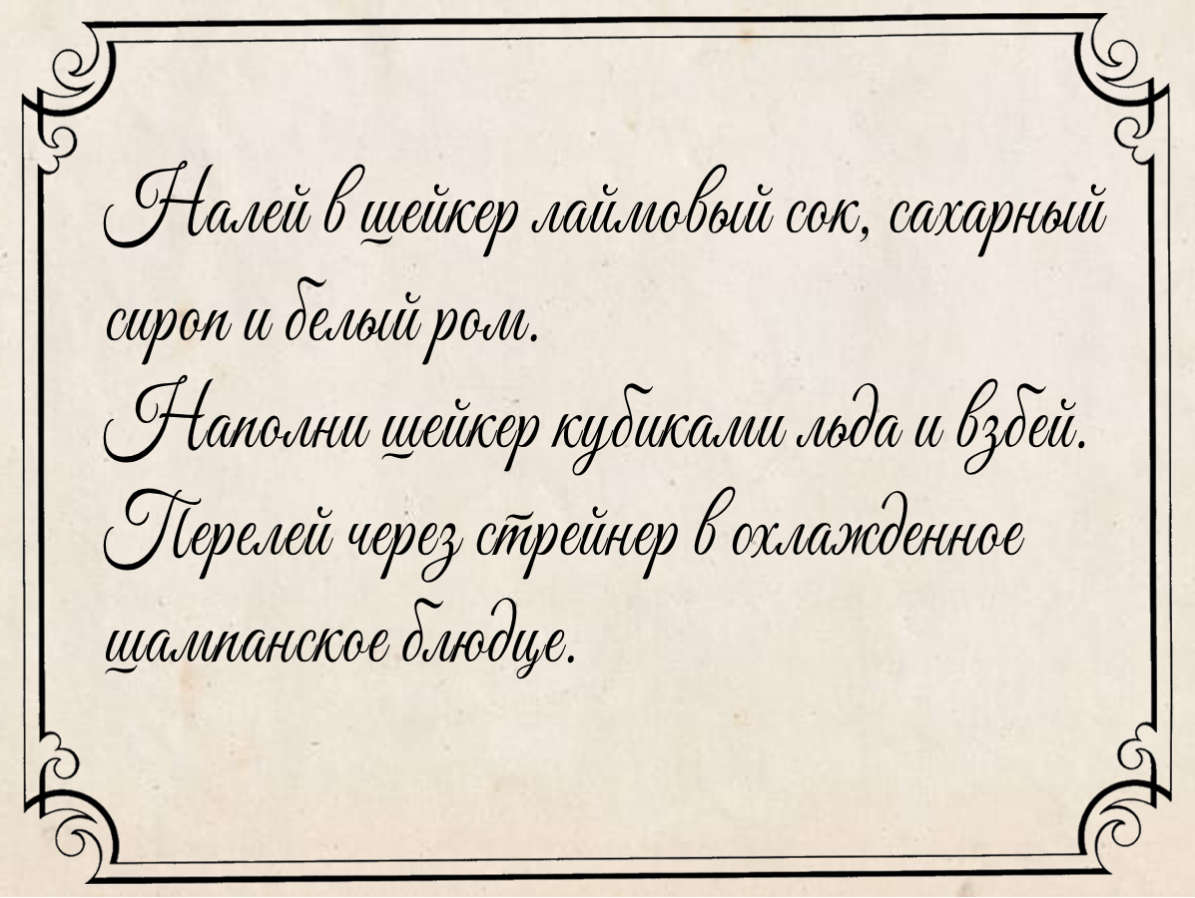 Налей в шейкер лаймовый сок, сахарный
сироп и белый ром.
Наполни шейкер кубиками льда и взбей.
Перелей через стрейнер в охлажденное
шампанское блюдце.